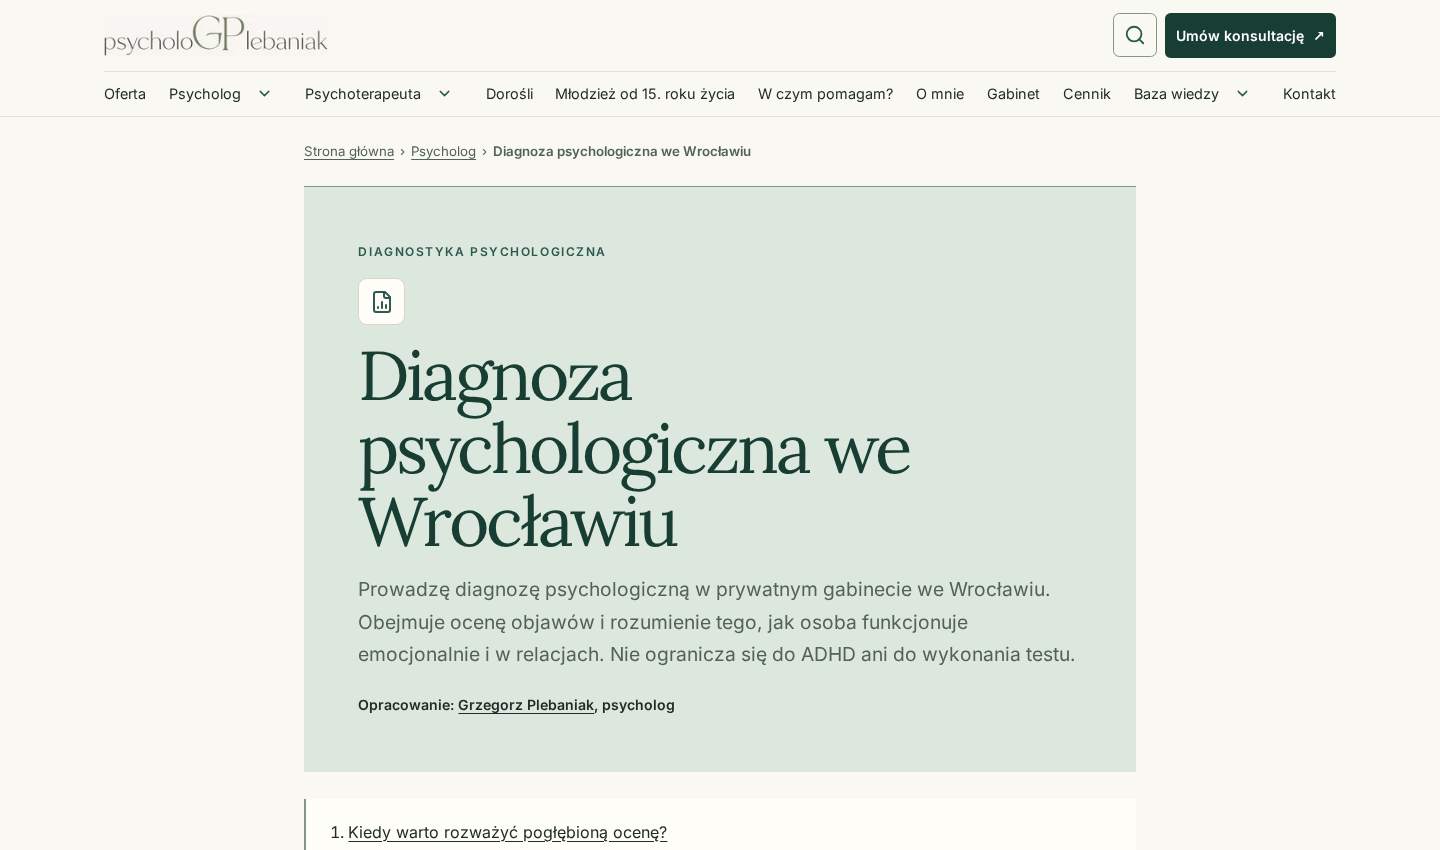 psycholoGPlebaniak
Umów konsultację ↗
Oferta Psycholog Psychoterapeuta Dorośli Młodzież od 15. roku życia W czym pomagam? O mnie Gabinet Cennik Baza wiedzy Kontakt
Strona główna › Psycholog › Diagnoza psychologiczna we Wrocławiu
DIAGNOSTYKA PSYCHOLOGICZNA
Diagnoza
psychologiczna we
Wrocławiu
Prowadzę diagnozę psychologiczną w prywatnym gabinecie we Wrocławiu.
Obejmuje ocenę objawów i rozumienie tego, jak osoba funkcjonuje
emocjonalnie i w relacjach. Nie ogranicza się do ADHD ani do wykonania testu.
Opracowanie: Grzegorz Plebaniak, psycholog
1. Kiedy warto rozważyć pogłębioną ocenę?